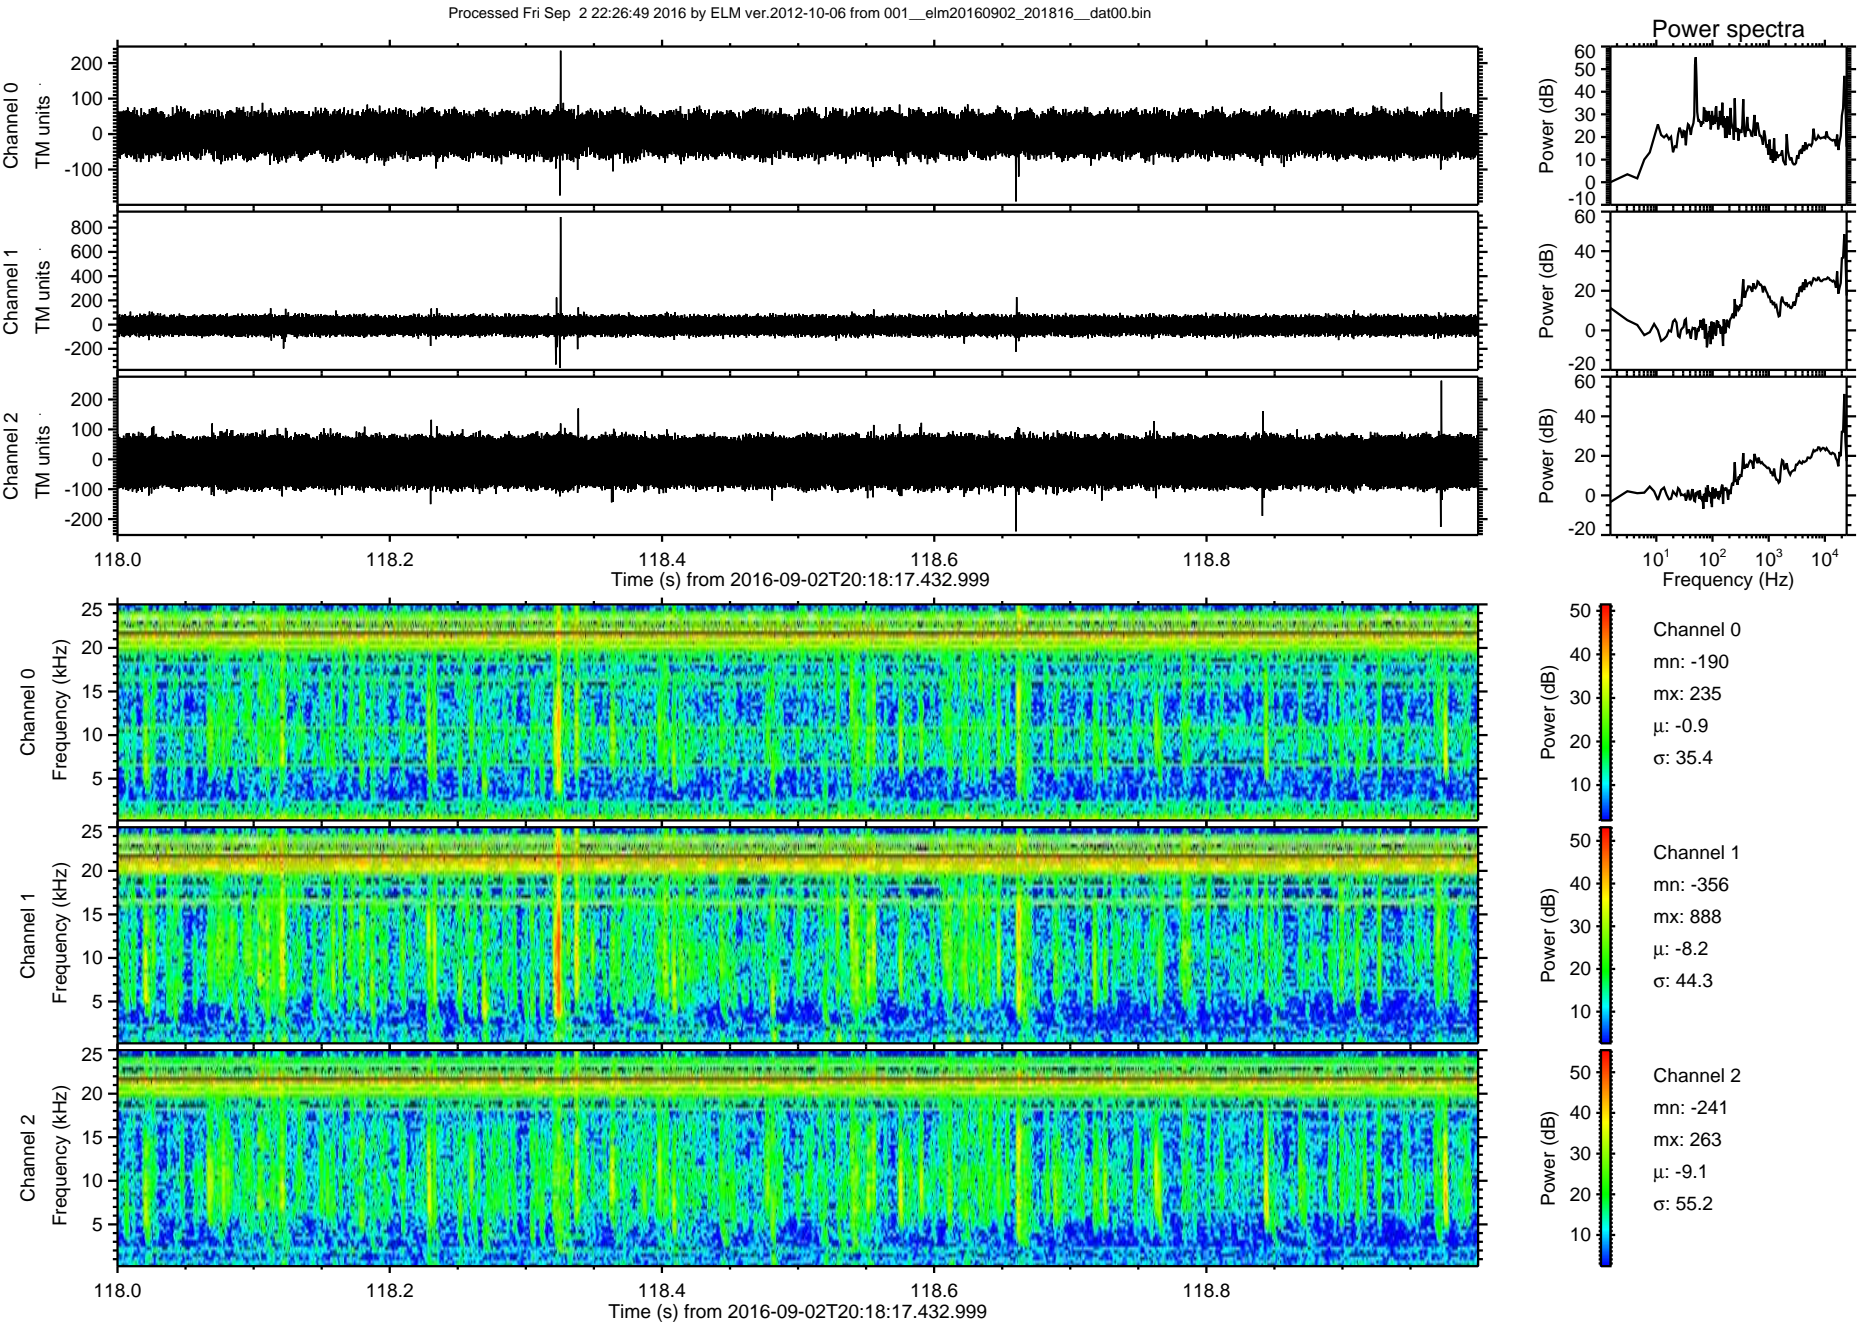 Processed Fri Sep  2 22:26:49 2016 by ELM ver.2012-10-06 from 001__elm20160902_201816__dat00.bin
Power spectra
Channel 0
TM units
200
100
0
-100
Power (dB)
60
50
40
30
20
10
0
-10
Channel 1
TM units
800
600
400
200
0
-200
Power (dB)
60
40
20
0
-20
Channel 2
TM units
200
100
0
-100
-200
Power (dB)
60
40
20
0
-20
118.0 118.2 118.4 118.6 118.8
Time (s) from 2016-09-02T20:18:17.432.999
10^1 10^2 10^3 10^4
Frequency (Hz)
Channel 0
Frequency (kHz)
25
20
15
10
5
Power (dB)
50
40
30
20
10
Channel 0
mn: -190
mx: 235
μ: -0.9
σ: 35.4
Channel 1
Frequency (kHz)
25
20
15
10
5
Power (dB)
50
40
30
20
10
Channel 1
mn: -356
mx: 888
μ: -8.2
σ: 44.3
Channel 2
Frequency (kHz)
25
20
15
10
5
Power (dB)
50
40
30
20
10
Channel 2
mn: -241
mx: 263
μ: -9.1
σ: 55.2
118.0 118.2 118.4 118.6 118.8
Time (s) from 2016-09-02T20:18:17.432.999